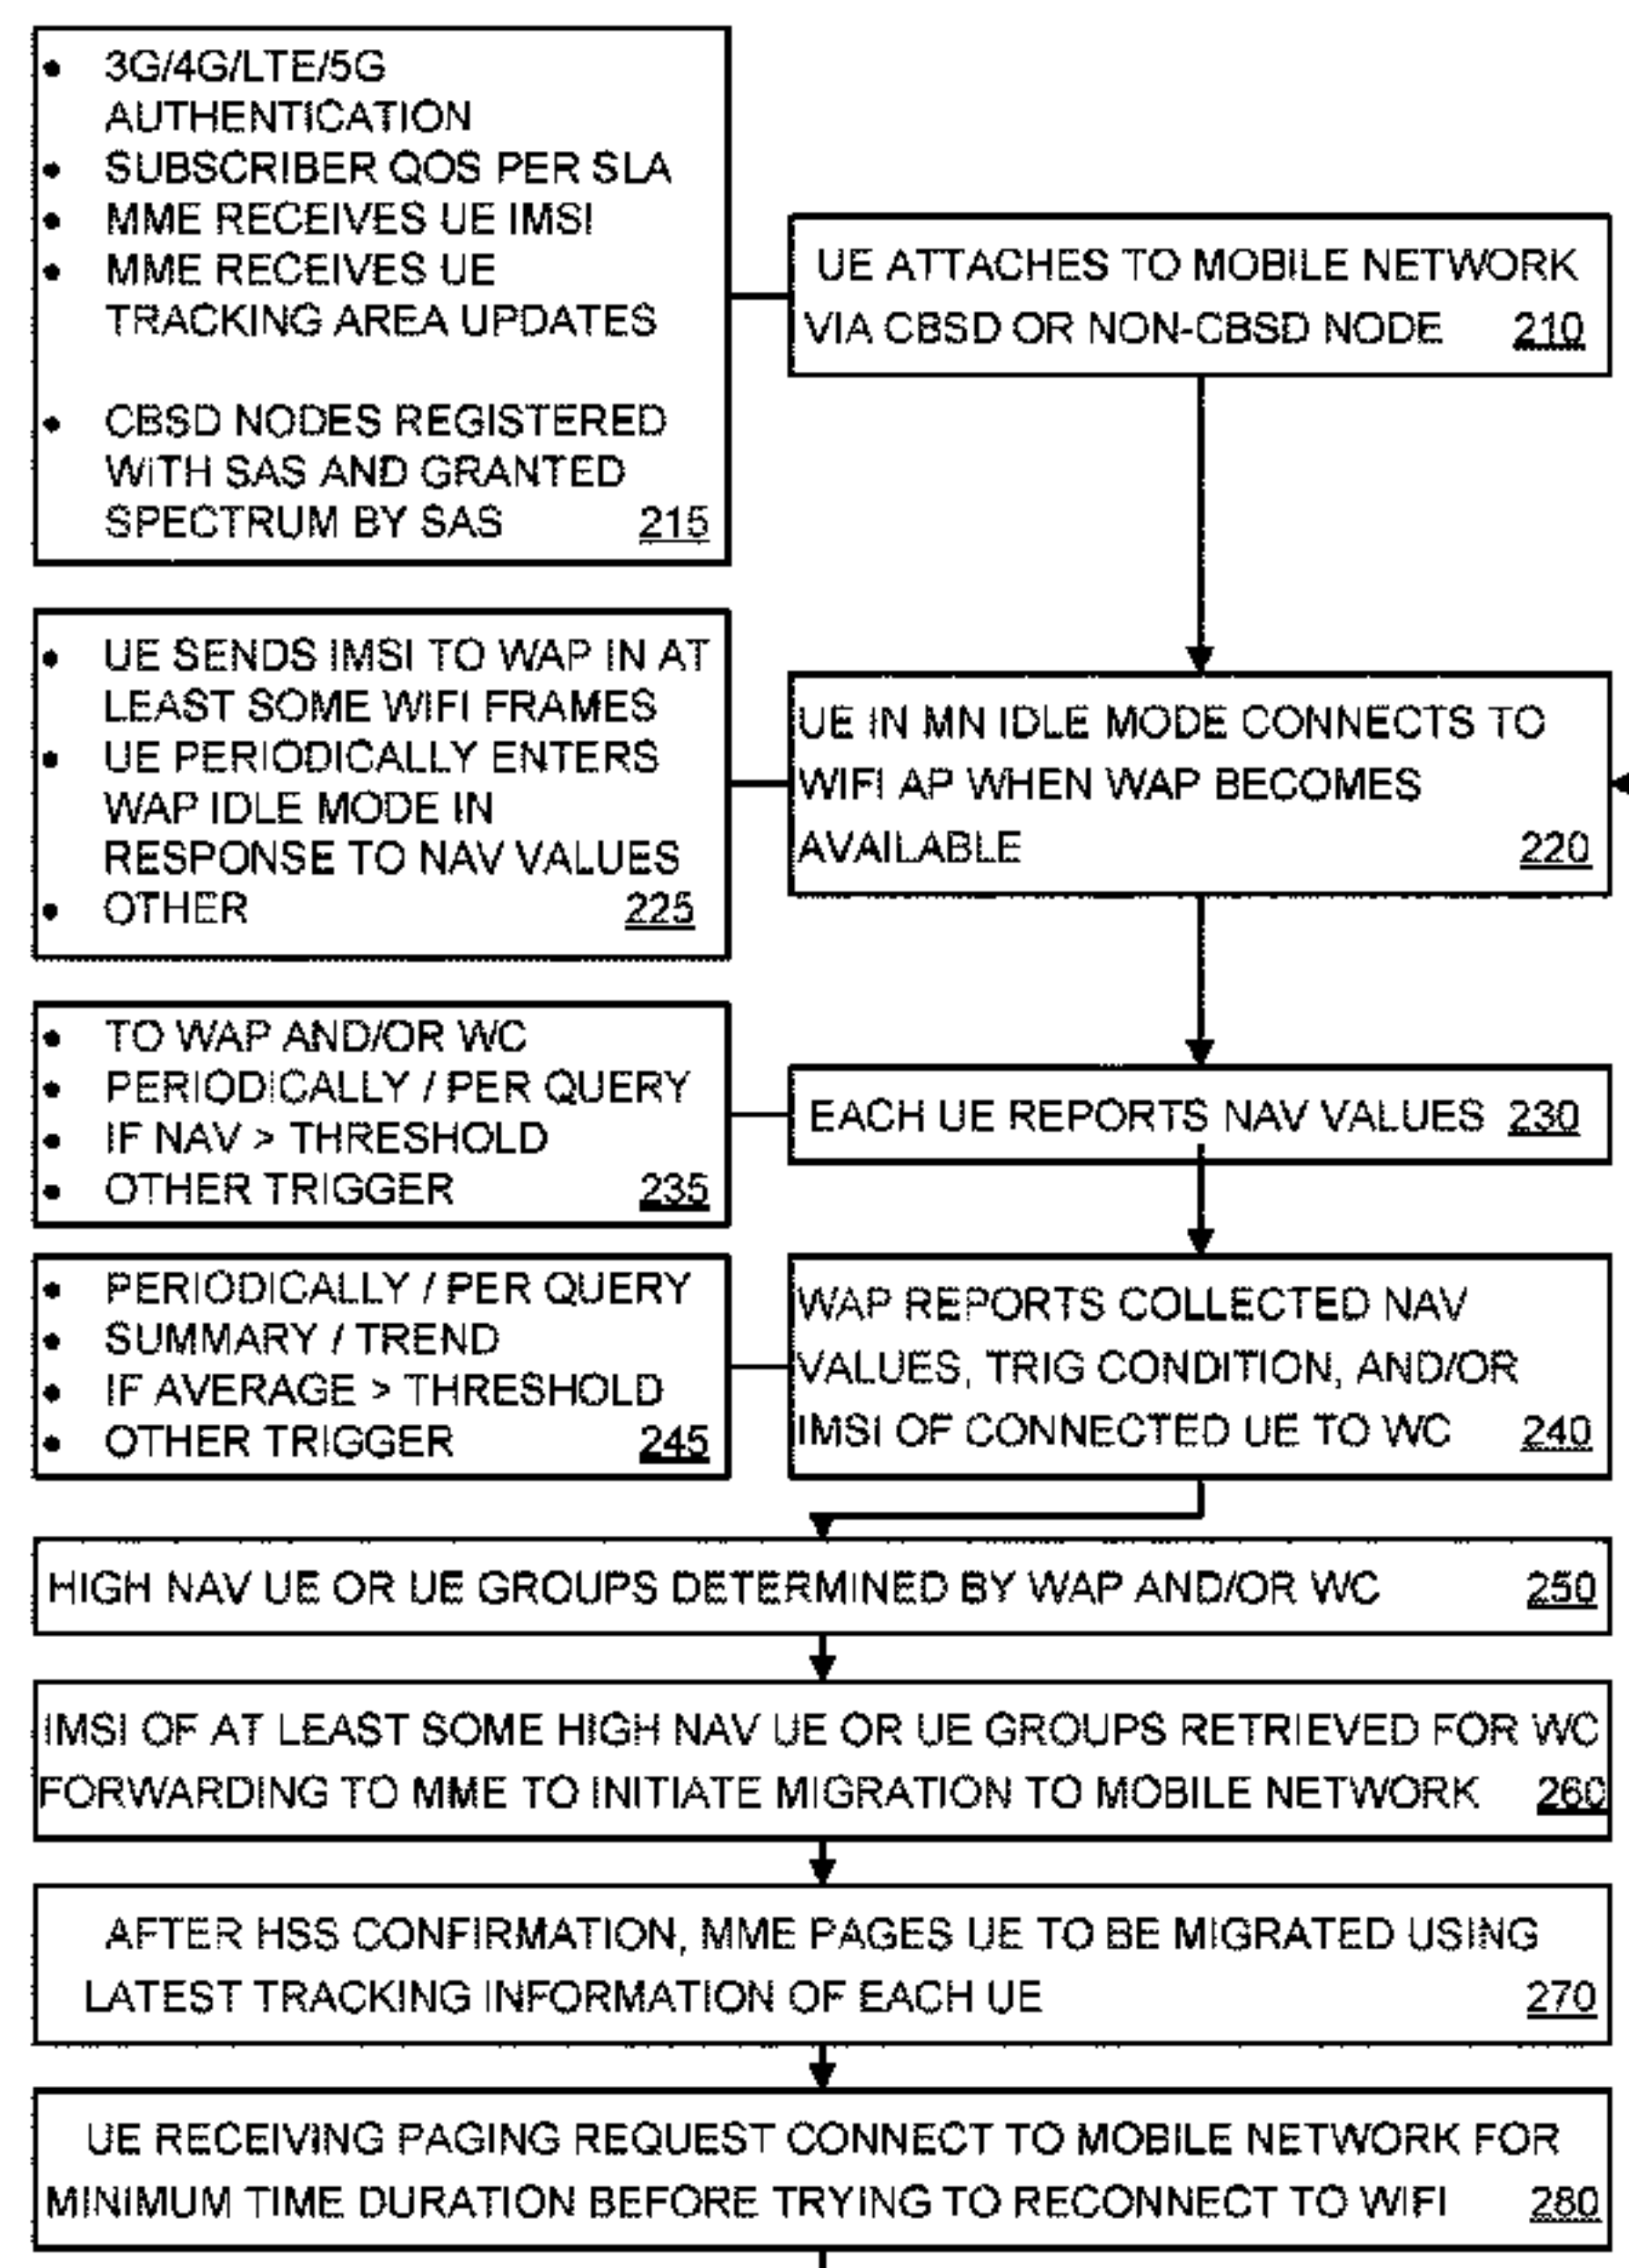 • 3G/4G/LTE/5G
AUTHENTICATION
• SUBSCRIBER QOS PER SLA
• MME RECEIVES UE IMSI
• MME RECEIVES UE
TRACKING AREA UPDATES
• CBSD NODES REGISTERED
WITH SAS AND GRANTED
SPECTRUM BY SAS 215
UE ATTACHES TO MOBILE NETWORK
VIA CBSD OR NON-CBSD NODE 210
• UE SENDS IMSI TO WAP IN AT
LEAST SOME WIFI FRAMES
• UE PERIODICALLY ENTERS
WAP IDLE MODE IN
RESPONSE TO NAV VALUES
• OTHER 225
UE IN MN IDLE MODE CONNECTS TO
WIFI AP WHEN WAP BECOMES
AVAILABLE 220
• TO WAP AND/OR WC
• PERIODICALLY / PER QUERY
• IF NAV > THRESHOLD
• OTHER TRIGGER 235
EACH UE REPORTS NAV VALUES 230
• PERIODICALLY / PER QUERY
• SUMMARY / TREND
• IF AVERAGE > THRESHOLD
• OTHER TRIGGER 245
WAP REPORTS COLLECTED NAV
VALUES, TRIG CONDITION, AND/OR
IMSI OF CONNECTED UE TO WC 240
HIGH NAV UE OR UE GROUPS DETERMINED BY WAP AND/OR WC 250
IMSI OF AT LEAST SOME HIGH NAV UE OR UE GROUPS RETRIEVED FOR WC
FORWARDING TO MME TO INITIATE MIGRATION TO MOBILE NETWORK 260
AFTER HSS CONFIRMATION, MME PAGES UE TO BE MIGRATED USING
LATEST TRACKING INFORMATION OF EACH UE 270
UE RECEIVING PAGING REQUEST CONNECT TO MOBILE NETWORK FOR
MINIMUM TIME DURATION BEFORE TRYING TO RECONNECT TO WIFI 280